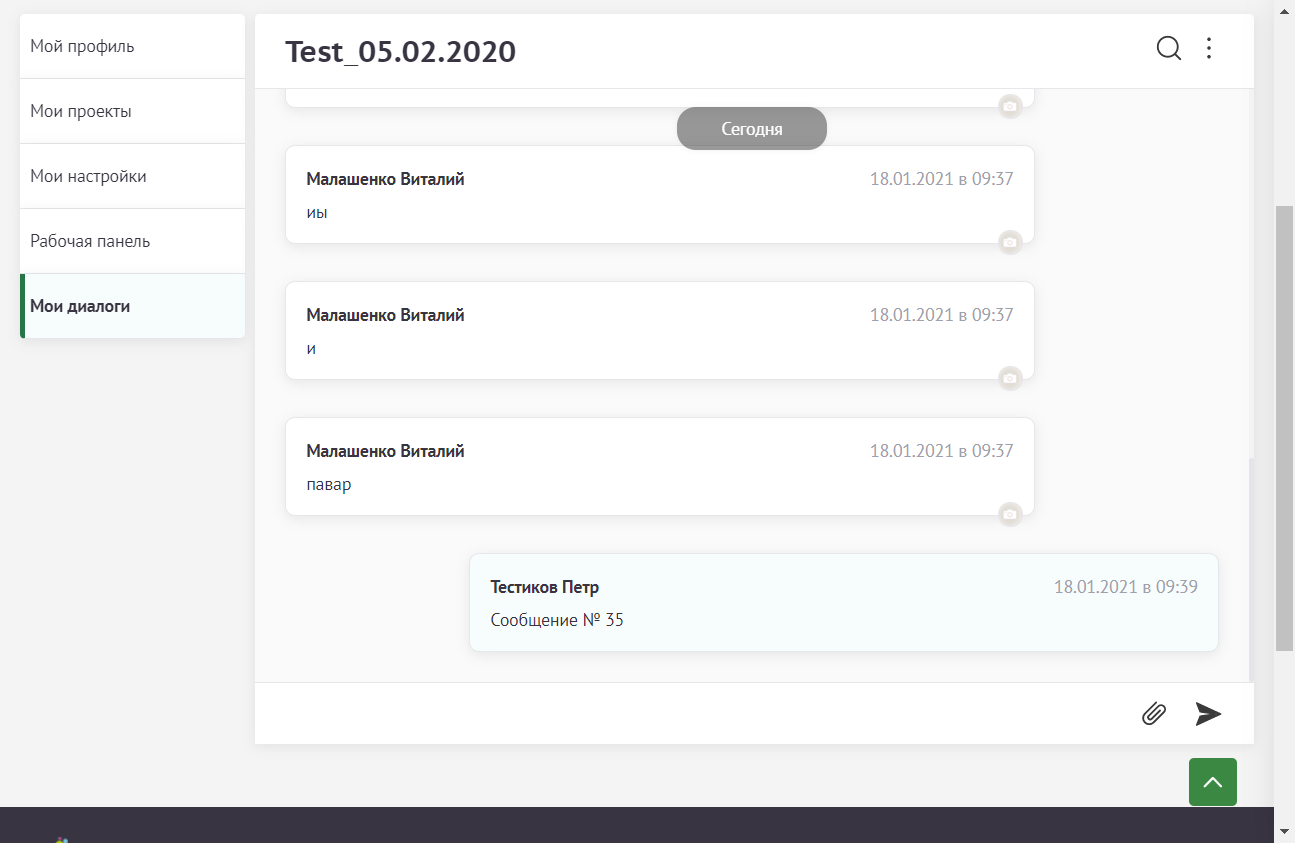 Мой профиль
Мои проекты
Мои настройки
Рабочая панель
Мои диалоги
Test_05.02.2020
Сегодня
Малашенко Виталий 18.01.2021 в 09:37
иы
Малашенко Виталий 18.01.2021 в 09:37
и
Малашенко Виталий 18.01.2021 в 09:37
павар
Тестиков Петр 18.01.2021 в 09:39
Сообщение № 35